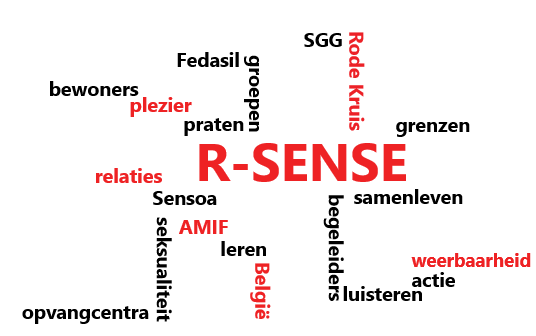 SGG
Rode Kruis
Fedasil
groepen
bewoners
plezier
praten
grenzen
R-SENSE
relaties
Sensoa
samenleven
begeleiders
seksualiteit
AMIF
leren
België
weerbaarheid
actie
luisteren
opvangcentra